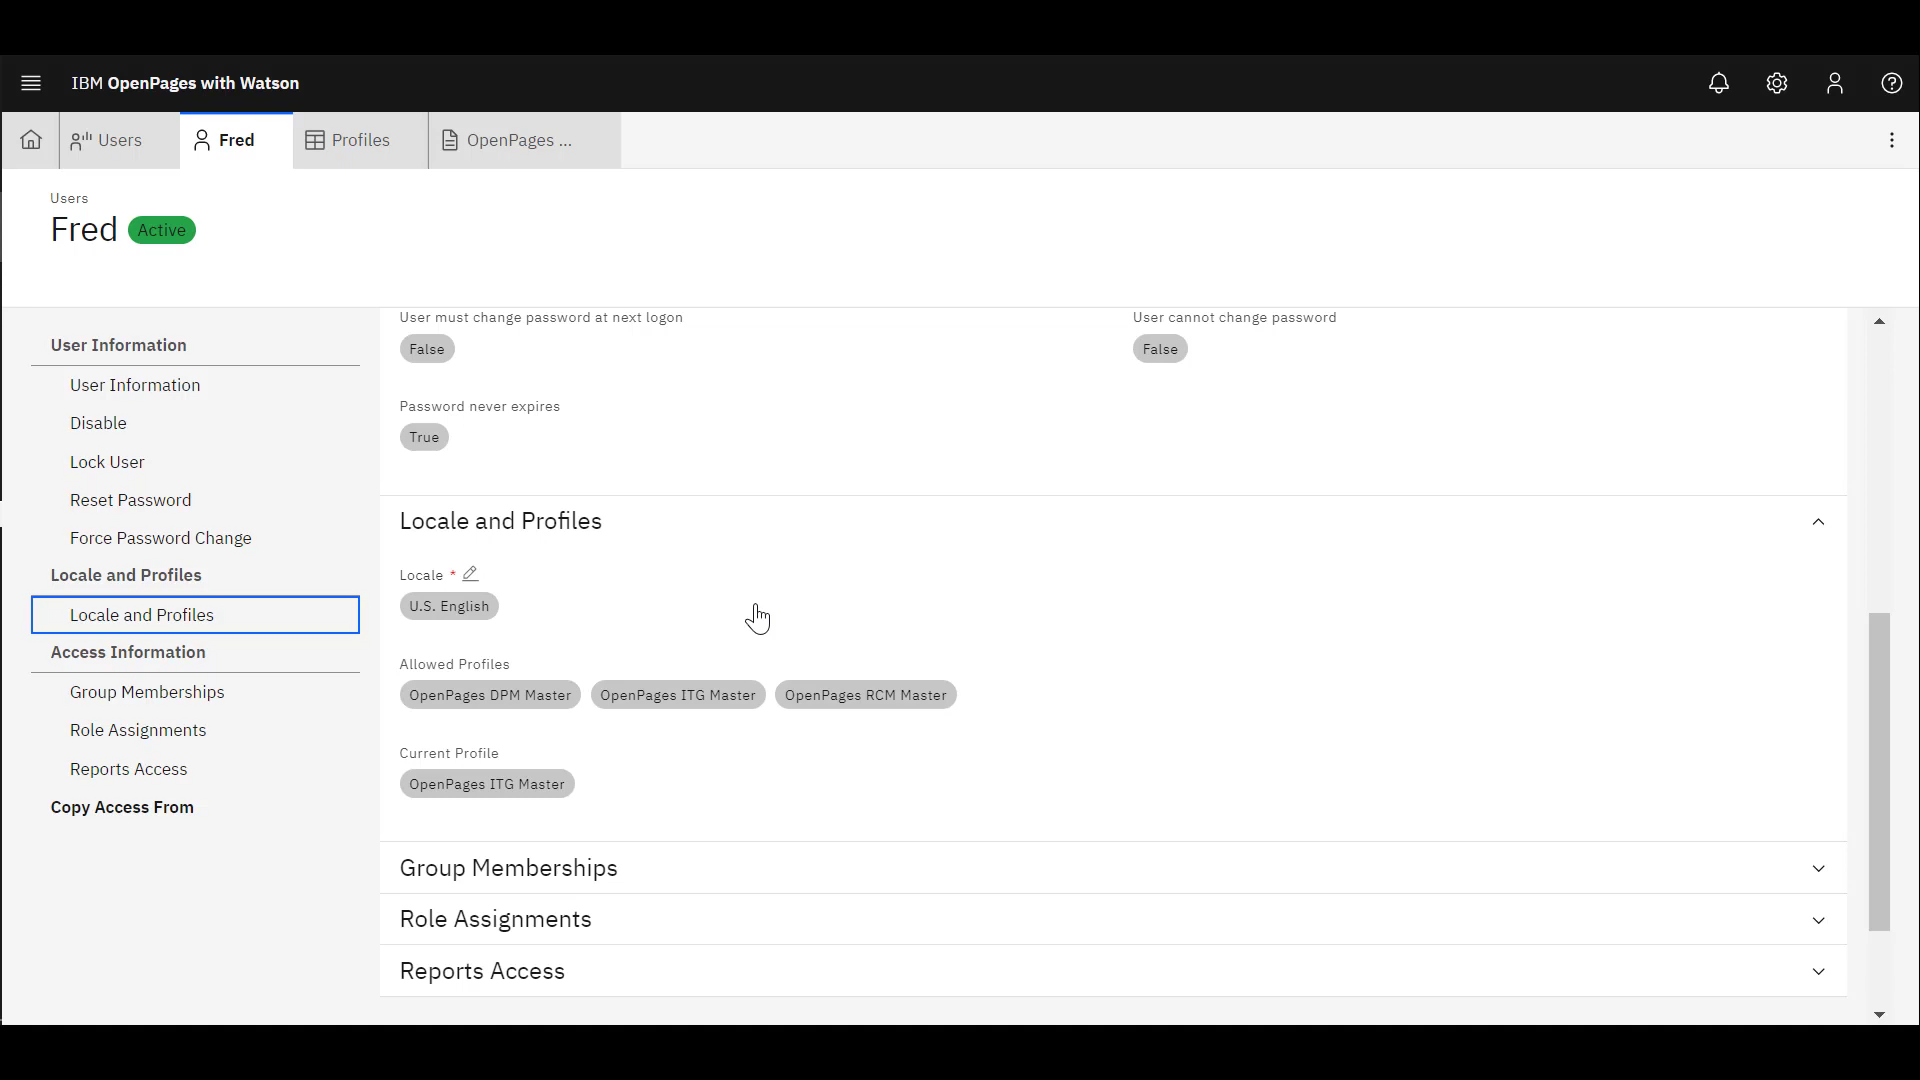 IBM OpenPages with Watson
Users
Fred
Profiles
OpenPages ...
Users
Fred Active
User Information
User Information
Disable
Lock User
Reset Password
Force Password Change
Locale and Profiles
Locale and Profiles
Access Information
Group Memberships
Role Assignments
Reports Access
Copy Access From
User must change password at next logon
False
User cannot change password
False
Password never expires
True
Locale and Profiles
Locale *
U.S. English
Allowed Profiles
OpenPages DPM Master OpenPages ITG Master OpenPages RCM Master
Current Profile
OpenPages ITG Master
Group Memberships
Role Assignments
Reports Access